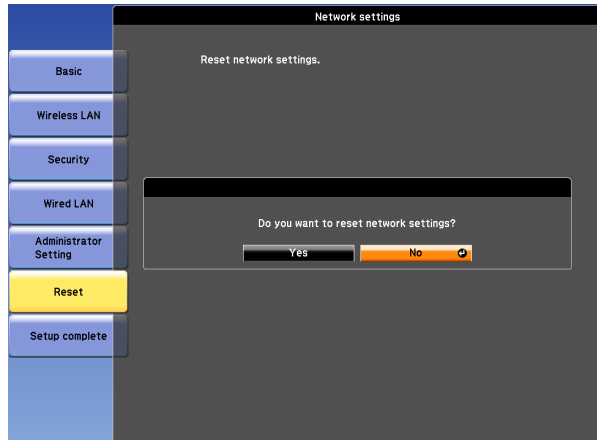 Network settings
Reset network settings.
Basic
Wireless LAN
Security
Wired LAN
Administrator
Setting
Reset
Setup complete
Do you want to reset network settings?
Yes No